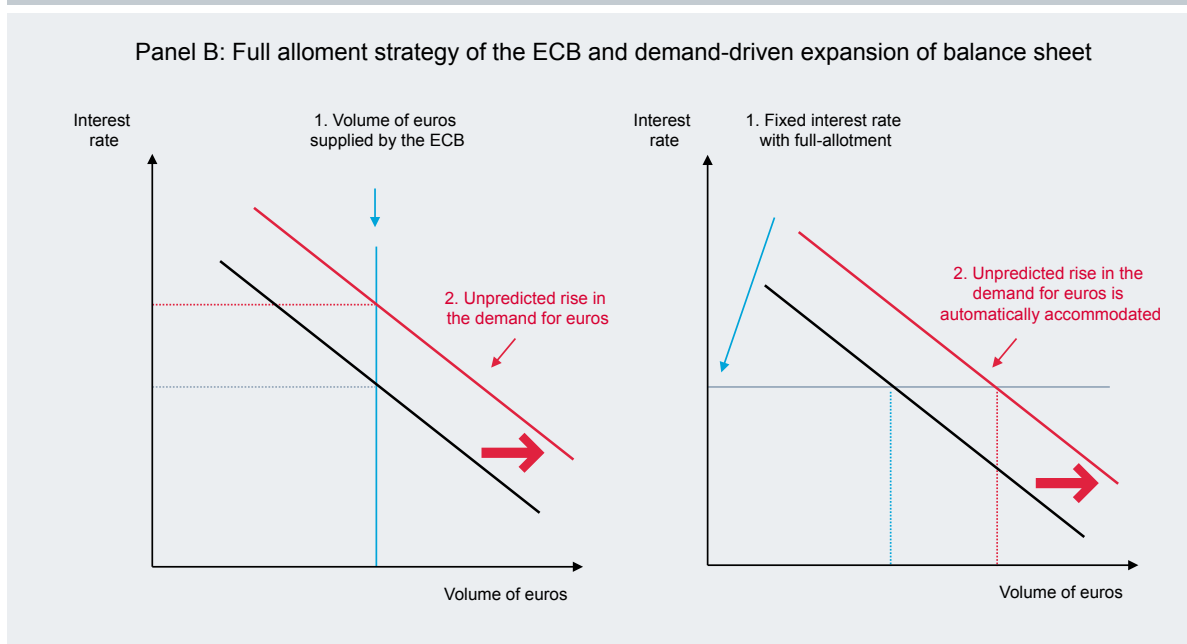 Panel B: Full alloment strategy of the ECB and demand-driven expansion of balance sheet
Interest
rate
1. Volume of euros
supplied by the ECB
2. Unpredicted rise in
the demand for euros
Volume of euros
Interest
rate
1. Fixed interest rate
with full-allotment
2. Unpredicted rise in the
demand for euros is
automatically accommodated
Volume of euros